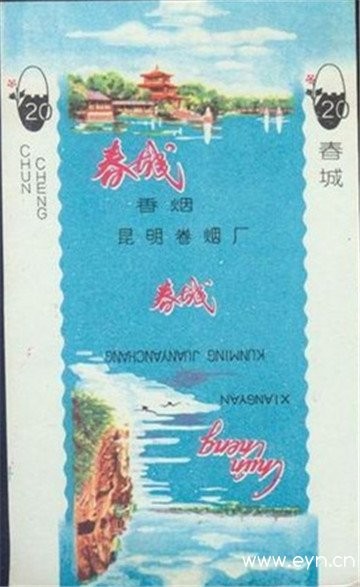 20
20
CHUN
CHENG
春城
春城
香烟
昆明卷烟厂
春城
KUNMING JUANYANCHANG
XIANGYAN
Chun
cheng
www.eyn.cn